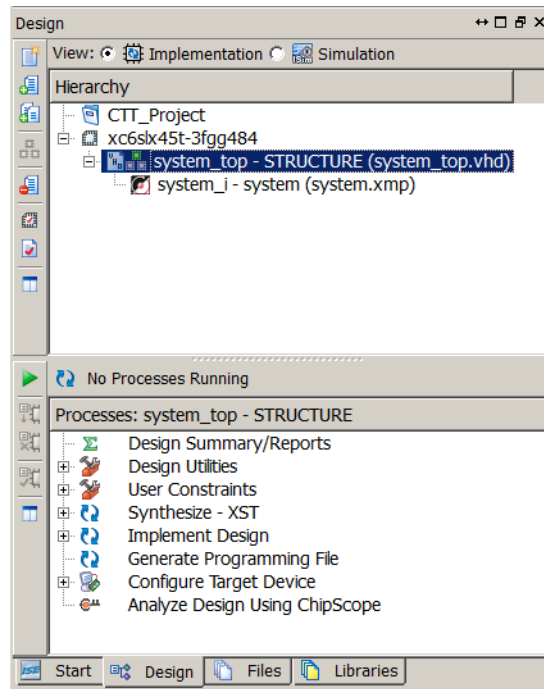 Design
View: Implementation Simulation
Hierarchy
CTT_Project
xc6slx45t-3fgg484
system_top - STRUCTURE (system_top.vhd)
system_i - system (system.xmp)
No Processes Running
Processes: system_top - STRUCTURE
Design Summary/Reports
Design Utilities
User Constraints
Synthesize - XST
Implement Design
Generate Programming File
Configure Target Device
Analyze Design Using ChipScope
ISE Start Design Files Libraries